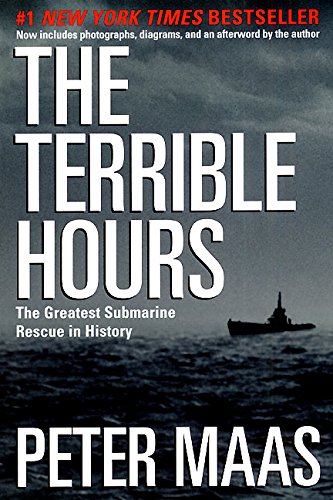 #1 NEW YORK TIMES BESTSELLER
Now includes photographs, diagrams, and an afterword by the author
THE
TERRIBLE
HOURS
The Greatest Submarine
Rescue in History
PETER MAAS